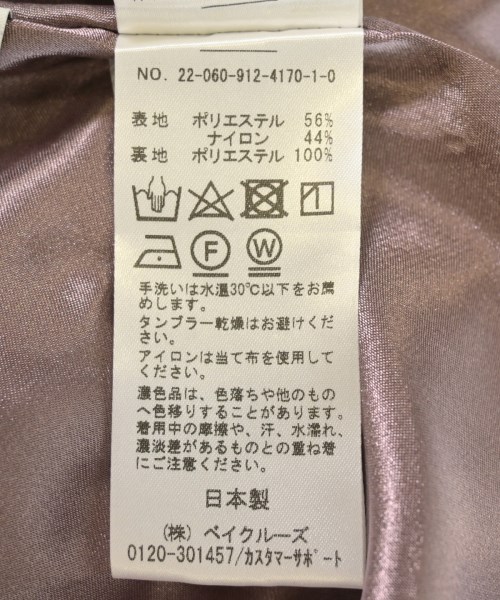 NO. 22-060-912-4170-1-0
表地 ポリエステル 56%
ナイロン 44%
裏地 ポリエステル 100%
F
W
手洗いは水温30℃以下をお薦
めします。
タンブラー乾燥はお避けくださ
い。
アイロンは当て布を使用して
ください。
濃色品は、色落ちや他のもの
へ色移りすることがあります。
着用中の摩擦や、汗、水濡れ、
濃淡差があるものとの重ね着
にご注意ください。
日本製
(株) ベイクルーズ
0120-301457/カスタマーサポート